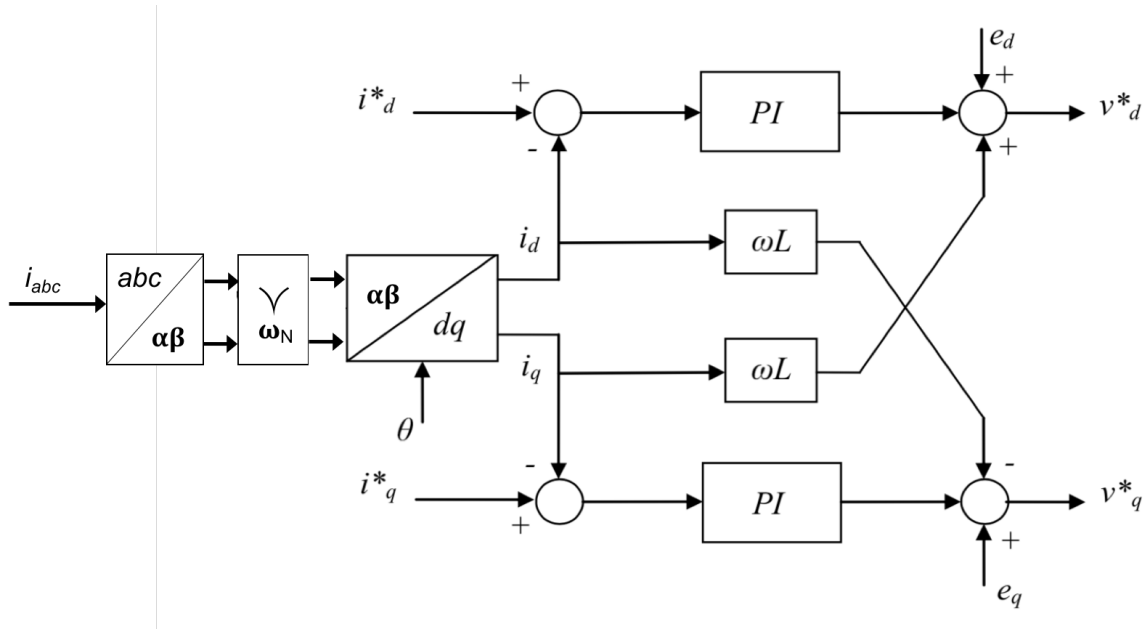 e_d
+
+
i*_d
PI
v*_d
-
+
i_d
ωL
i_abc
abc
αβ
ω_N
αβ
dq
i_q
ωL
θ
-
-
i*_q
PI
v*_q
+
+
e_q